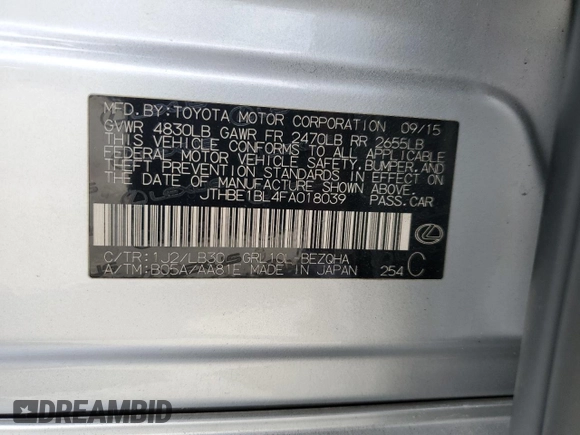 MFD.BY:TOYOTA MOTOR CORPORATION 09/15
GVWR 4830LB GAWR FR 2470LB RR 2655LB
THIS VEHICLE CONFORMS TO ALL APPLICABLE
FEDERAL MOTOR VEHICLE SAFETY, BUMPER, AND
THEFT PREVENTION STANDARDS IN EFFECT ON
THE DATE OF MANUFACTURE SHOWN ABOVE.
JTHBE1BL4FA018039 PASS.CAR
C/TR:1J2/LB30 GRL10L-BEZQHA
A/TM:B05A/AA81E MADE IN JAPAN 254 C
DREAMBID